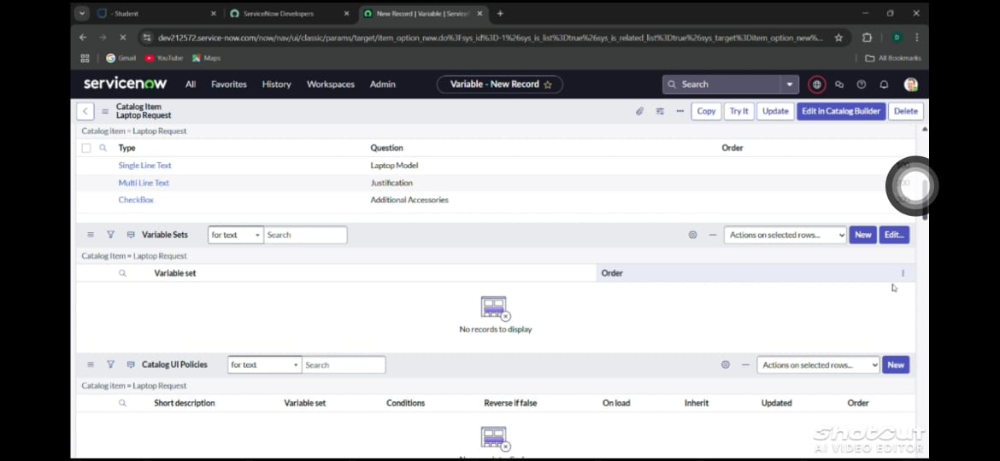 - Student
ServiceNow Developers
New Record | Variable | Service
dev212572.service-now.com/now/nav/ui/classic/params/target/item_option_new.do%3Fsys_id%3D-1%26sys_is_list%3Dtrue%26sys_is_related_list%3Dtrue%26sys_target%3Ditem_option_new%...
Gmail YouTube Maps All Bookmarks
servicenow All Favorites History Workspaces Admin Variable - New Record Search
Catalog Item
Laptop Request
Copy Try It Update Edit in Catalog Builder Delete
Catalog item = Laptop Request
Type Question Order
Single Line Text Laptop Model
Multi Line Text Justification
CheckBox Additional Accessories
Variable Sets for text Search Actions on selected rows... New Edit...
Catalog Item = Laptop Request
Variable set Order
No records to display
Catalog UI Policies for text Search Actions on selected rows... New
Catalog item = Laptop Request
Short description Variable set Conditions Reverse if false On load Inherit Updated Order
Shotcut
AI VIDEO EDITOR